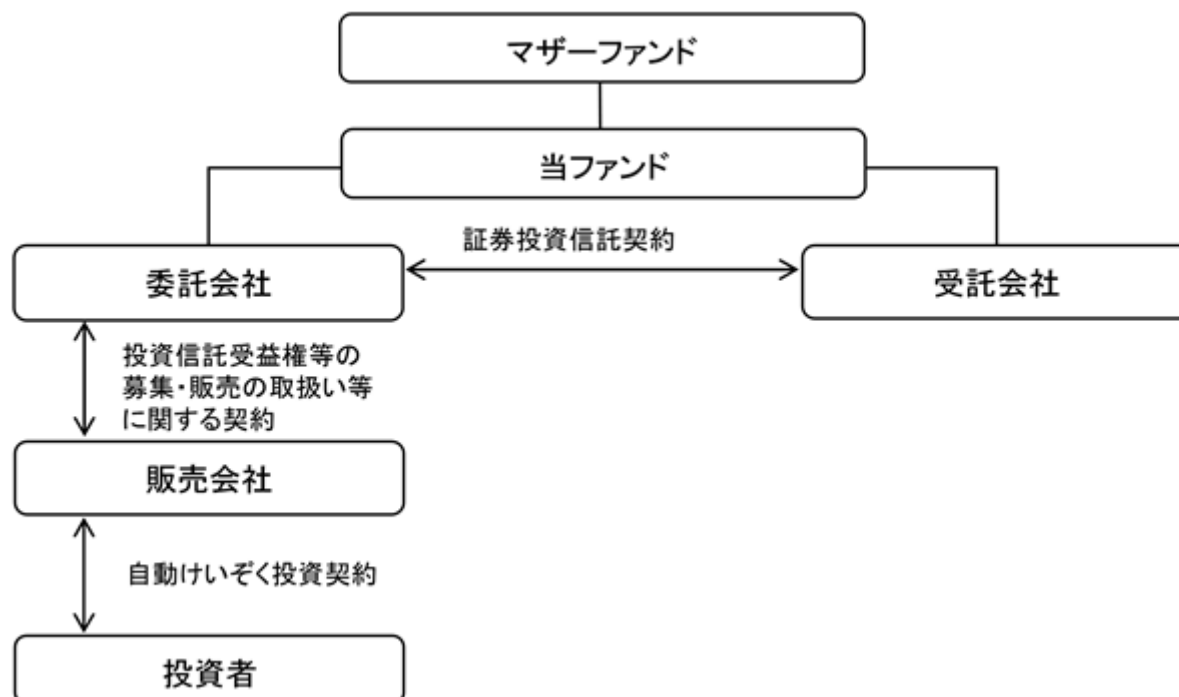 マザーファンド
当ファンド
証券投資信託契約
委託会社
受託会社
投資信託受益権等の
募集・販売の取扱い等
に関する契約
販売会社
自動けいぞく投資契約
投資者